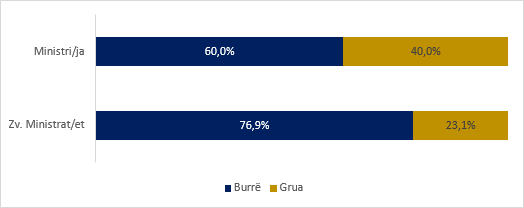 Ministri/ja
60,0%
40,0%
Zv. Ministrat/et
76,9%
23,1%
Burrë
Grua